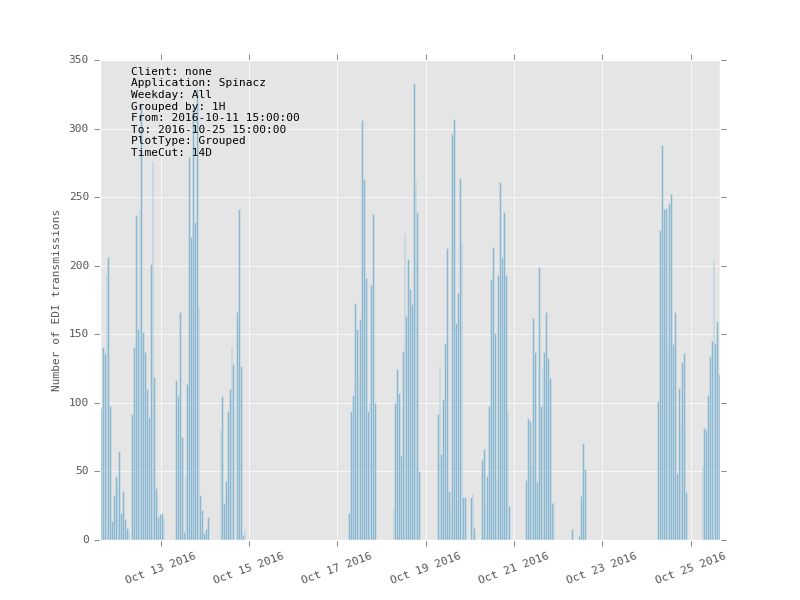 350
300
250
200
150
100
50
0
Number of EDI transmissions
Client: none
Application: Spinacz
Weekday: All
Grouped by: 1H
From: 2016-10-11 15:00:00
To: 2016-10-25 15:00:00
PlotType: Grouped
TimeCut: 14D
Oct 13 2016
Oct 15 2016
Oct 17 2016
Oct 19 2016
Oct 21 2016
Oct 23 2016
Oct 25 2016